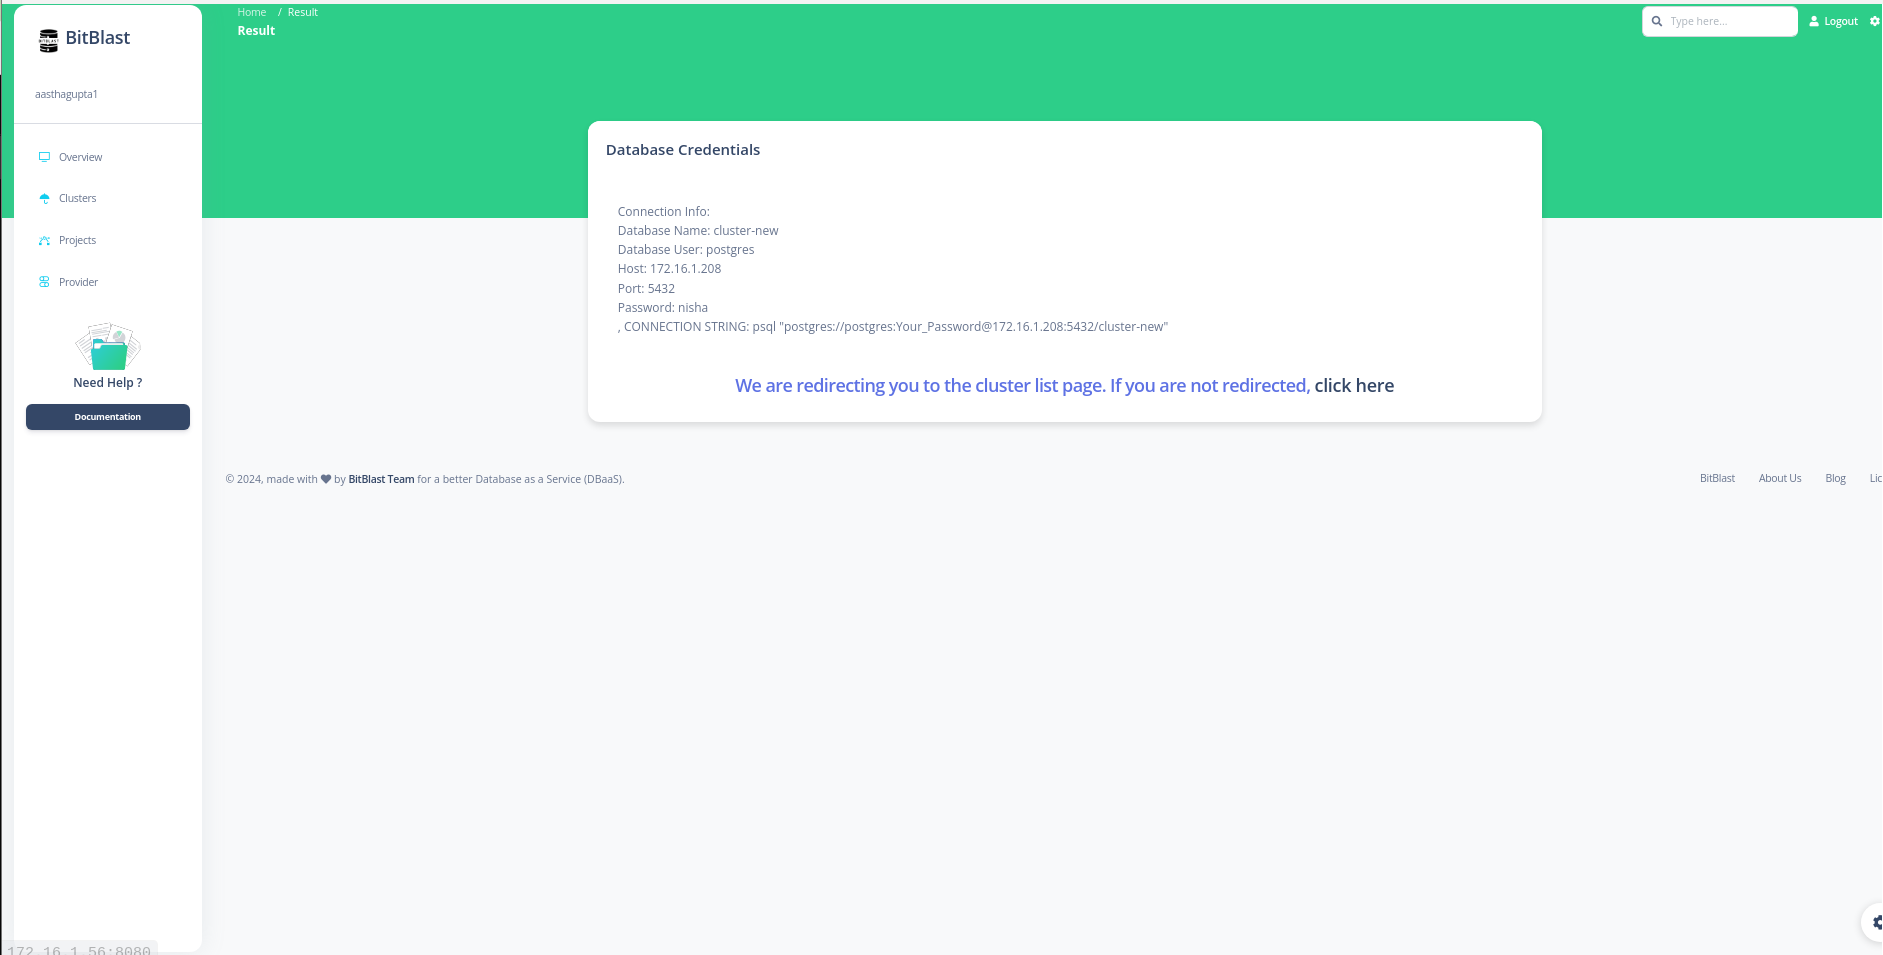 BitBlast
aasthagupta1
Overview
Clusters
Projects
Provider
Need Help ?
Documentation
Home / Result
Result
Type here...
Logout
Database Credentials
Connection Info:
Database Name: cluster-new
Database User: postgres
Host: 172.16.1.208
Port: 5432
Password: nisha
, CONNECTION STRING: psql "postgres://postgres:Your_Password@172.16.1.208:5432/cluster-new"
We are redirecting you to the cluster list page. If you are not redirected, click here
© 2024, made with by BitBlast Team for a better Database as a Service (DBaaS).
BitBlast About Us Blog Lic
172.16.1.56:8080